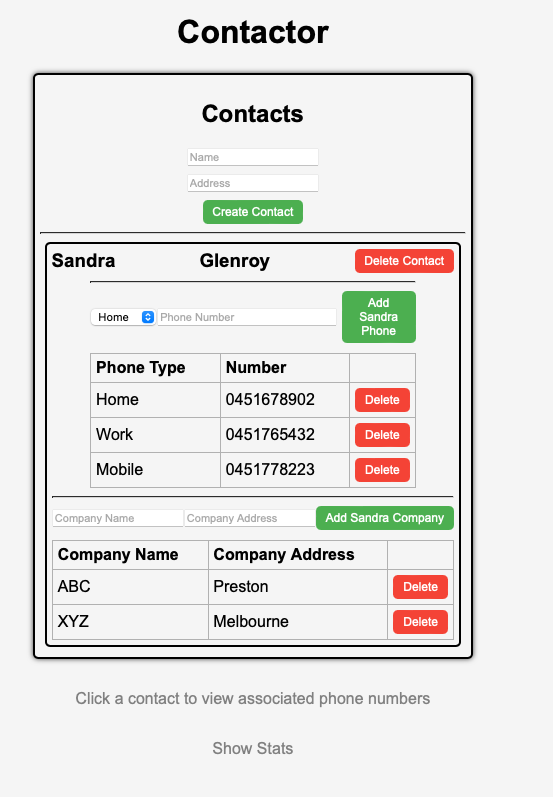 Contactor
Contacts
Name
Address
Create Contact
Sandra Glenroy Delete Contact
Home Phone Number Add Sandra Phone
Phone Type Number
Home 0451678902 Delete
Work 0451765432 Delete
Mobile 0451778223 Delete
Company Name Company Address Add Sandra Company
Company Name Company Address
ABC Preston Delete
XYZ Melbourne Delete
Click a contact to view associated phone numbers
Show Stats